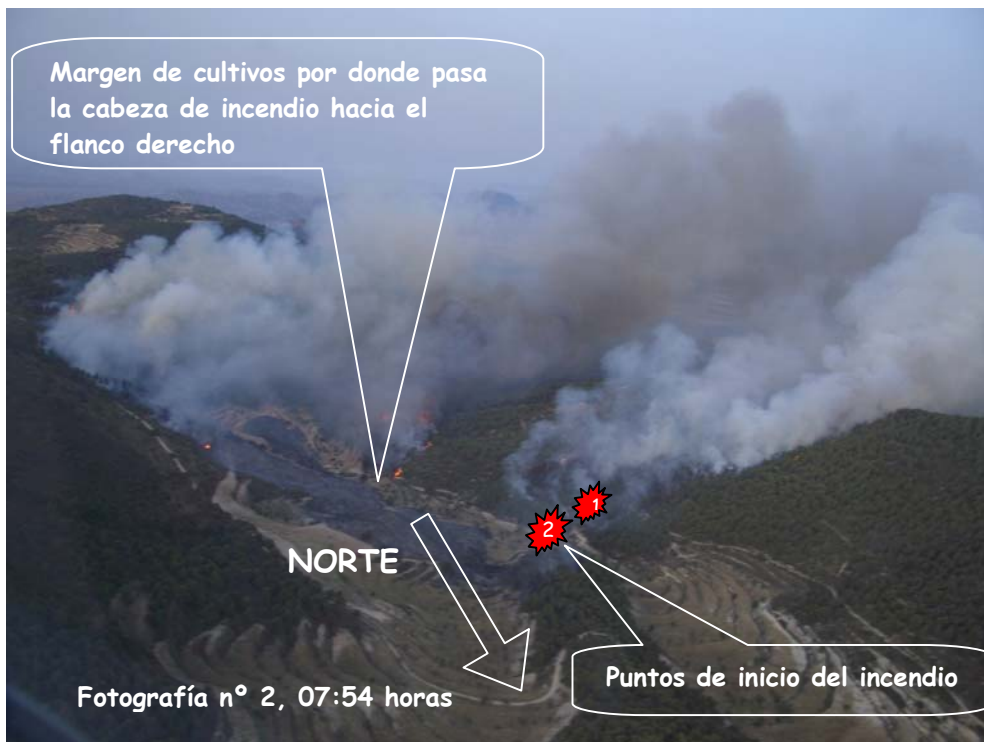 Margen de cultivos por donde pasa
la cabeza de incendio hacia el
flanco derecho
1
2
NORTE
Puntos de inicio del incendio
Fotografía nº 2, 07:54 horas